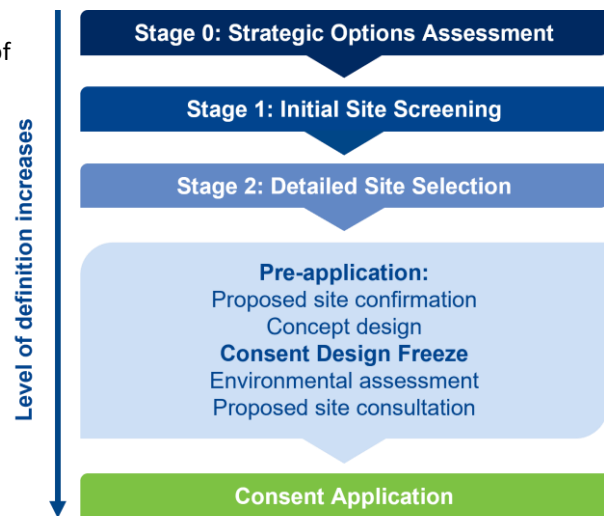 of
Stage 0: Strategic Options Assessment
Stage 1: Initial Site Screening
Stage 2: Detailed Site Selection
Level of definition increases
Pre-application:
Proposed site confirmation
Concept design
Consent Design Freeze
Environmental assessment
Proposed site consultation
Consent Application